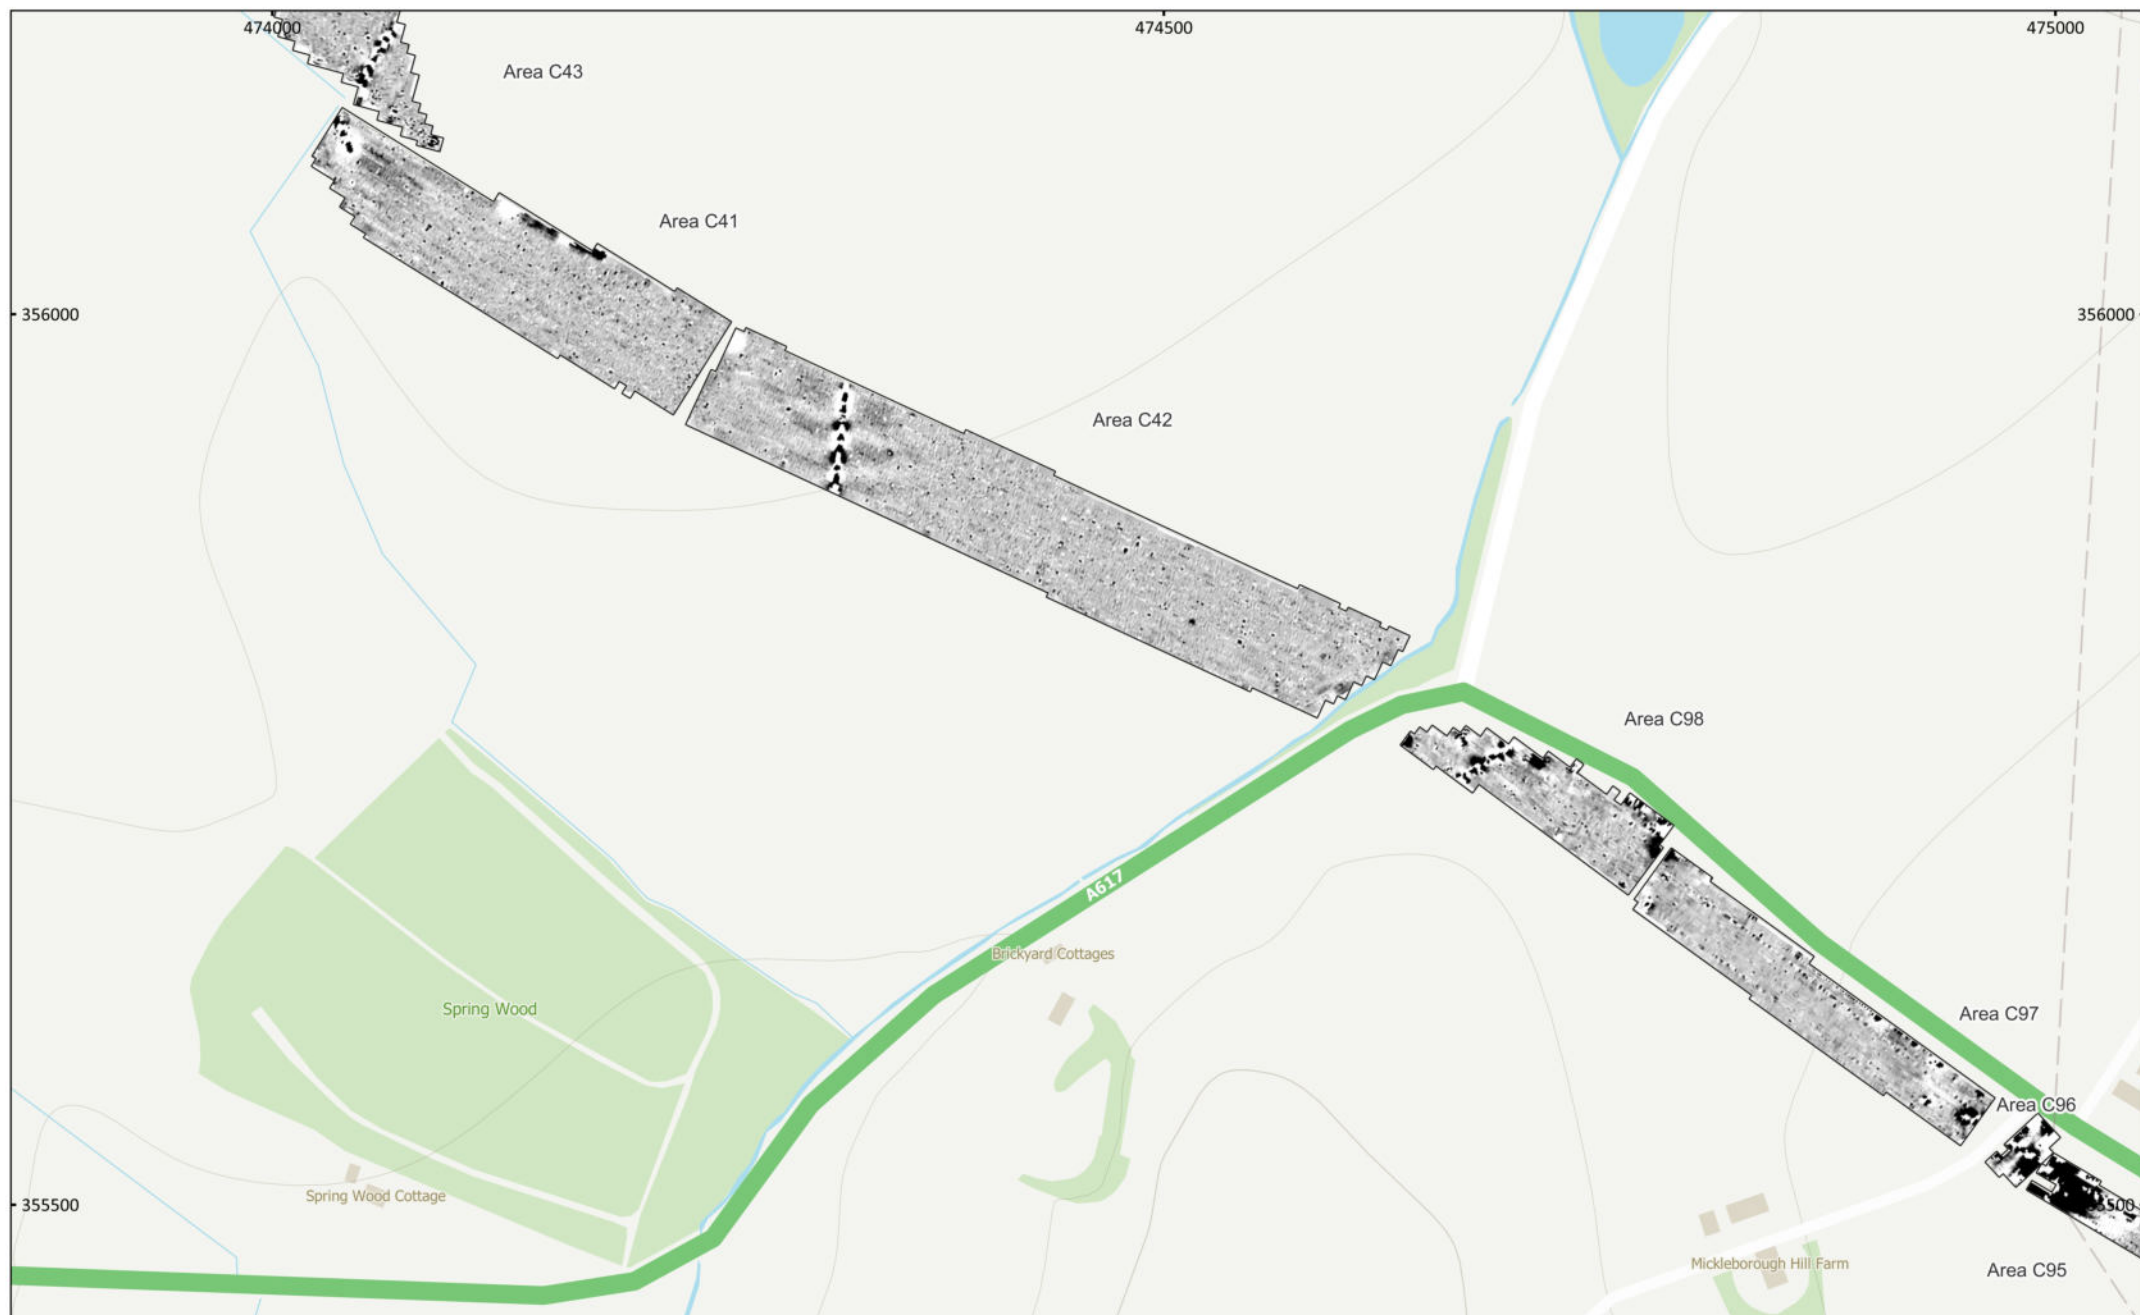 474000
474500
475000
Area C43
Area C41
356000
356000
Area C42
Area C98
A617
Brickyard Cottages
Spring Wood
Area C97
Area C96
Spring Wood Cottage
355500
Mickleborough Hill Farm
Area C95